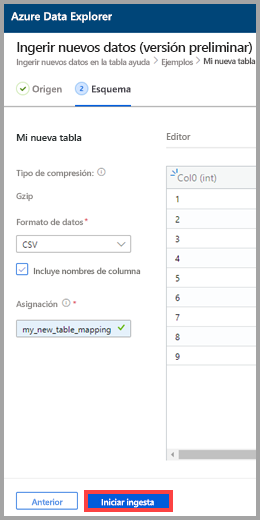 Azure Data Explorer
Ingerir nuevos datos (versión preliminar)
Ingerir nuevos datos en la tabla ayuda > Ejemplos > Mi nueva tabla
Origen
2 Esquema
Mi nueva tabla
Editor
Tipo de compresión:
Gzip
Formato de datos *
CSV
Incluye nombres de columna
Asignación *
my_new_table_mapping
Col0 (int)
1
2
3
4
5
6
7
8
9
Anterior
Iniciar ingesta